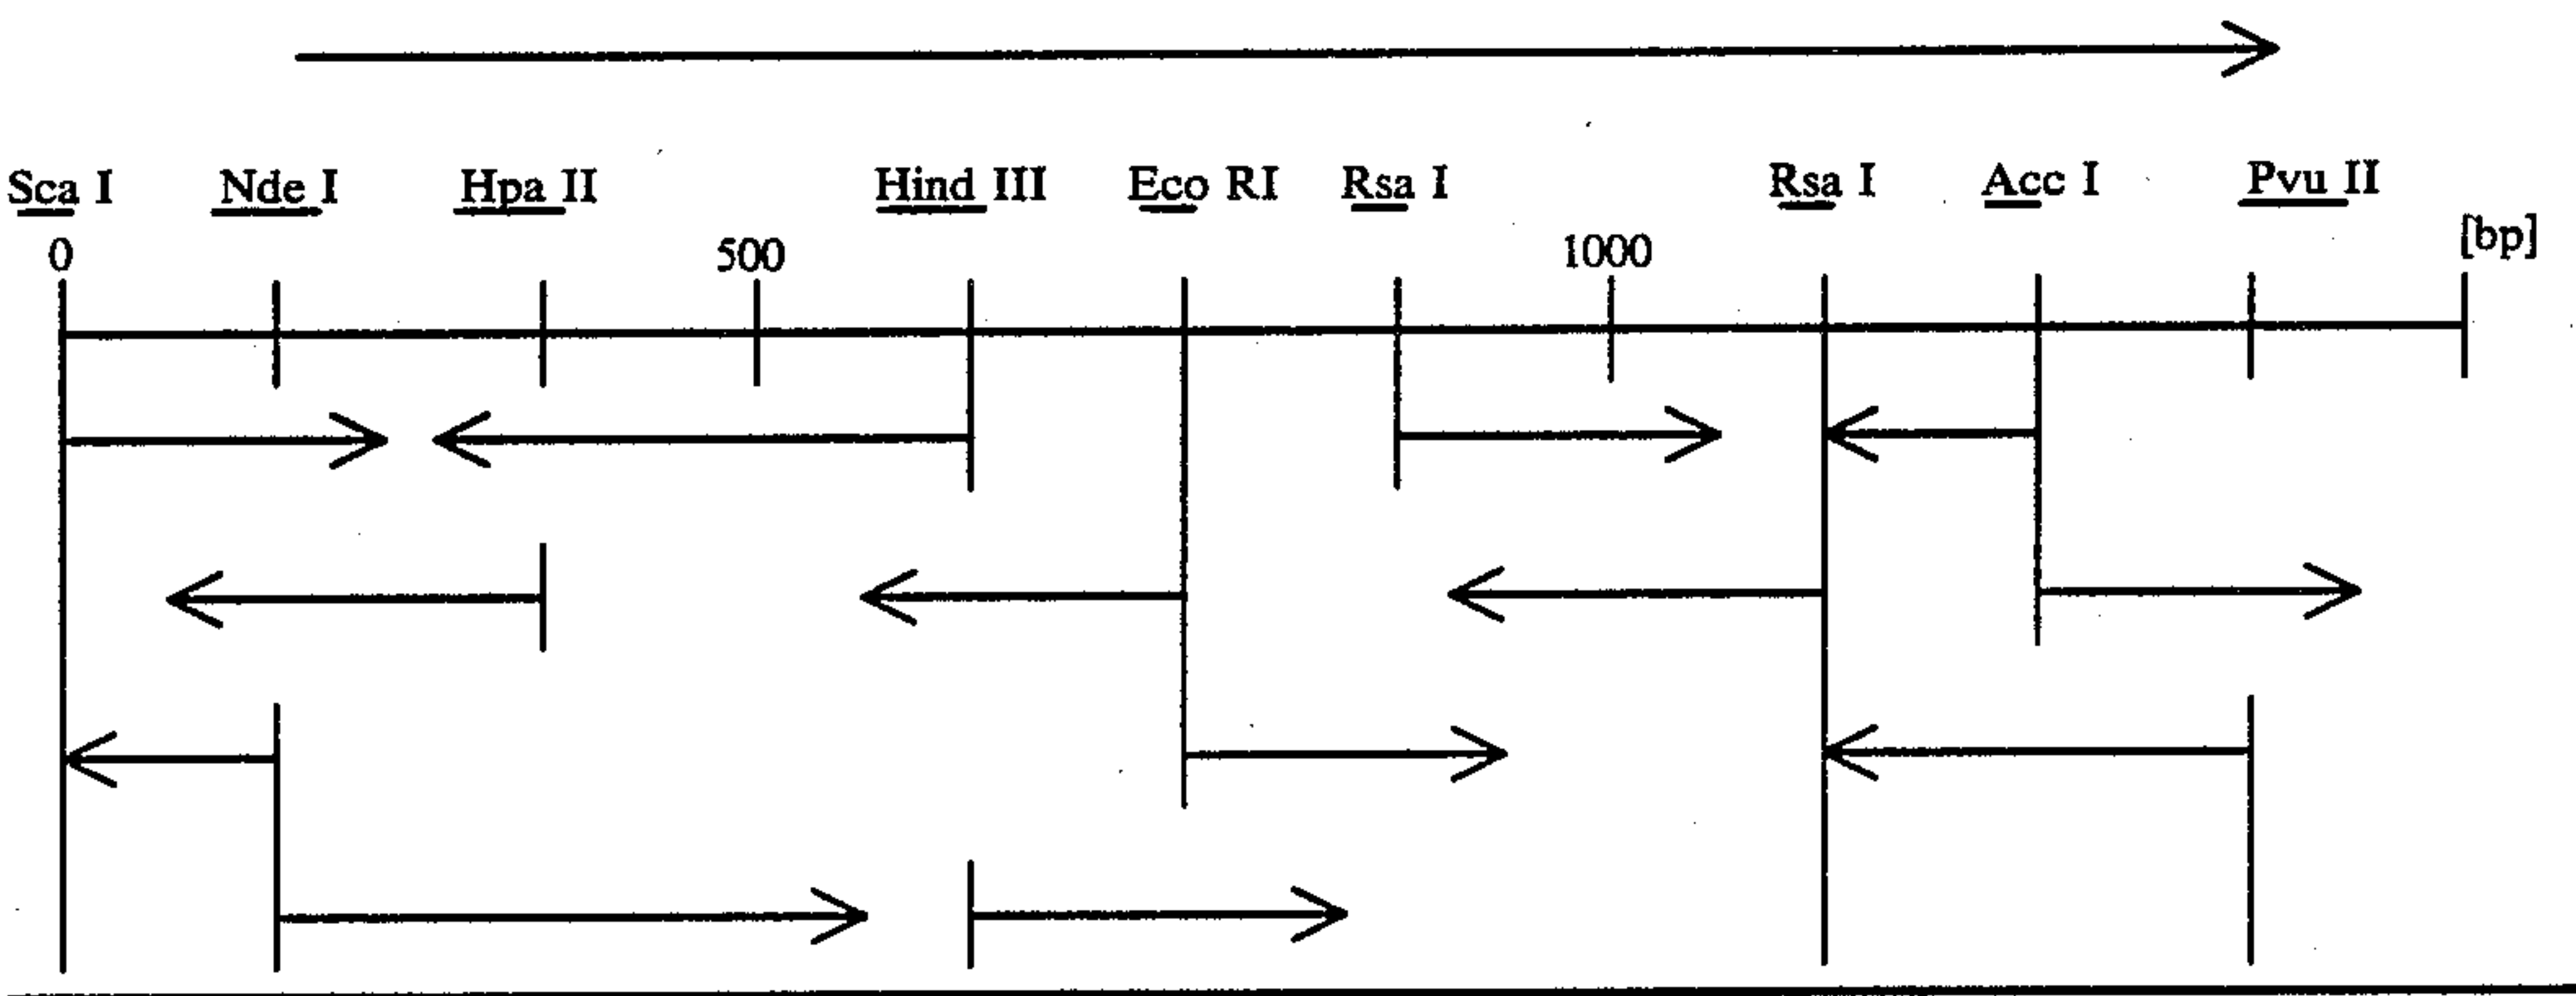 Sca I Nde I Hpa II Hind III Eco RI Rsa I Rsa I Acc I Pvu II
0 500 1000 [bp]